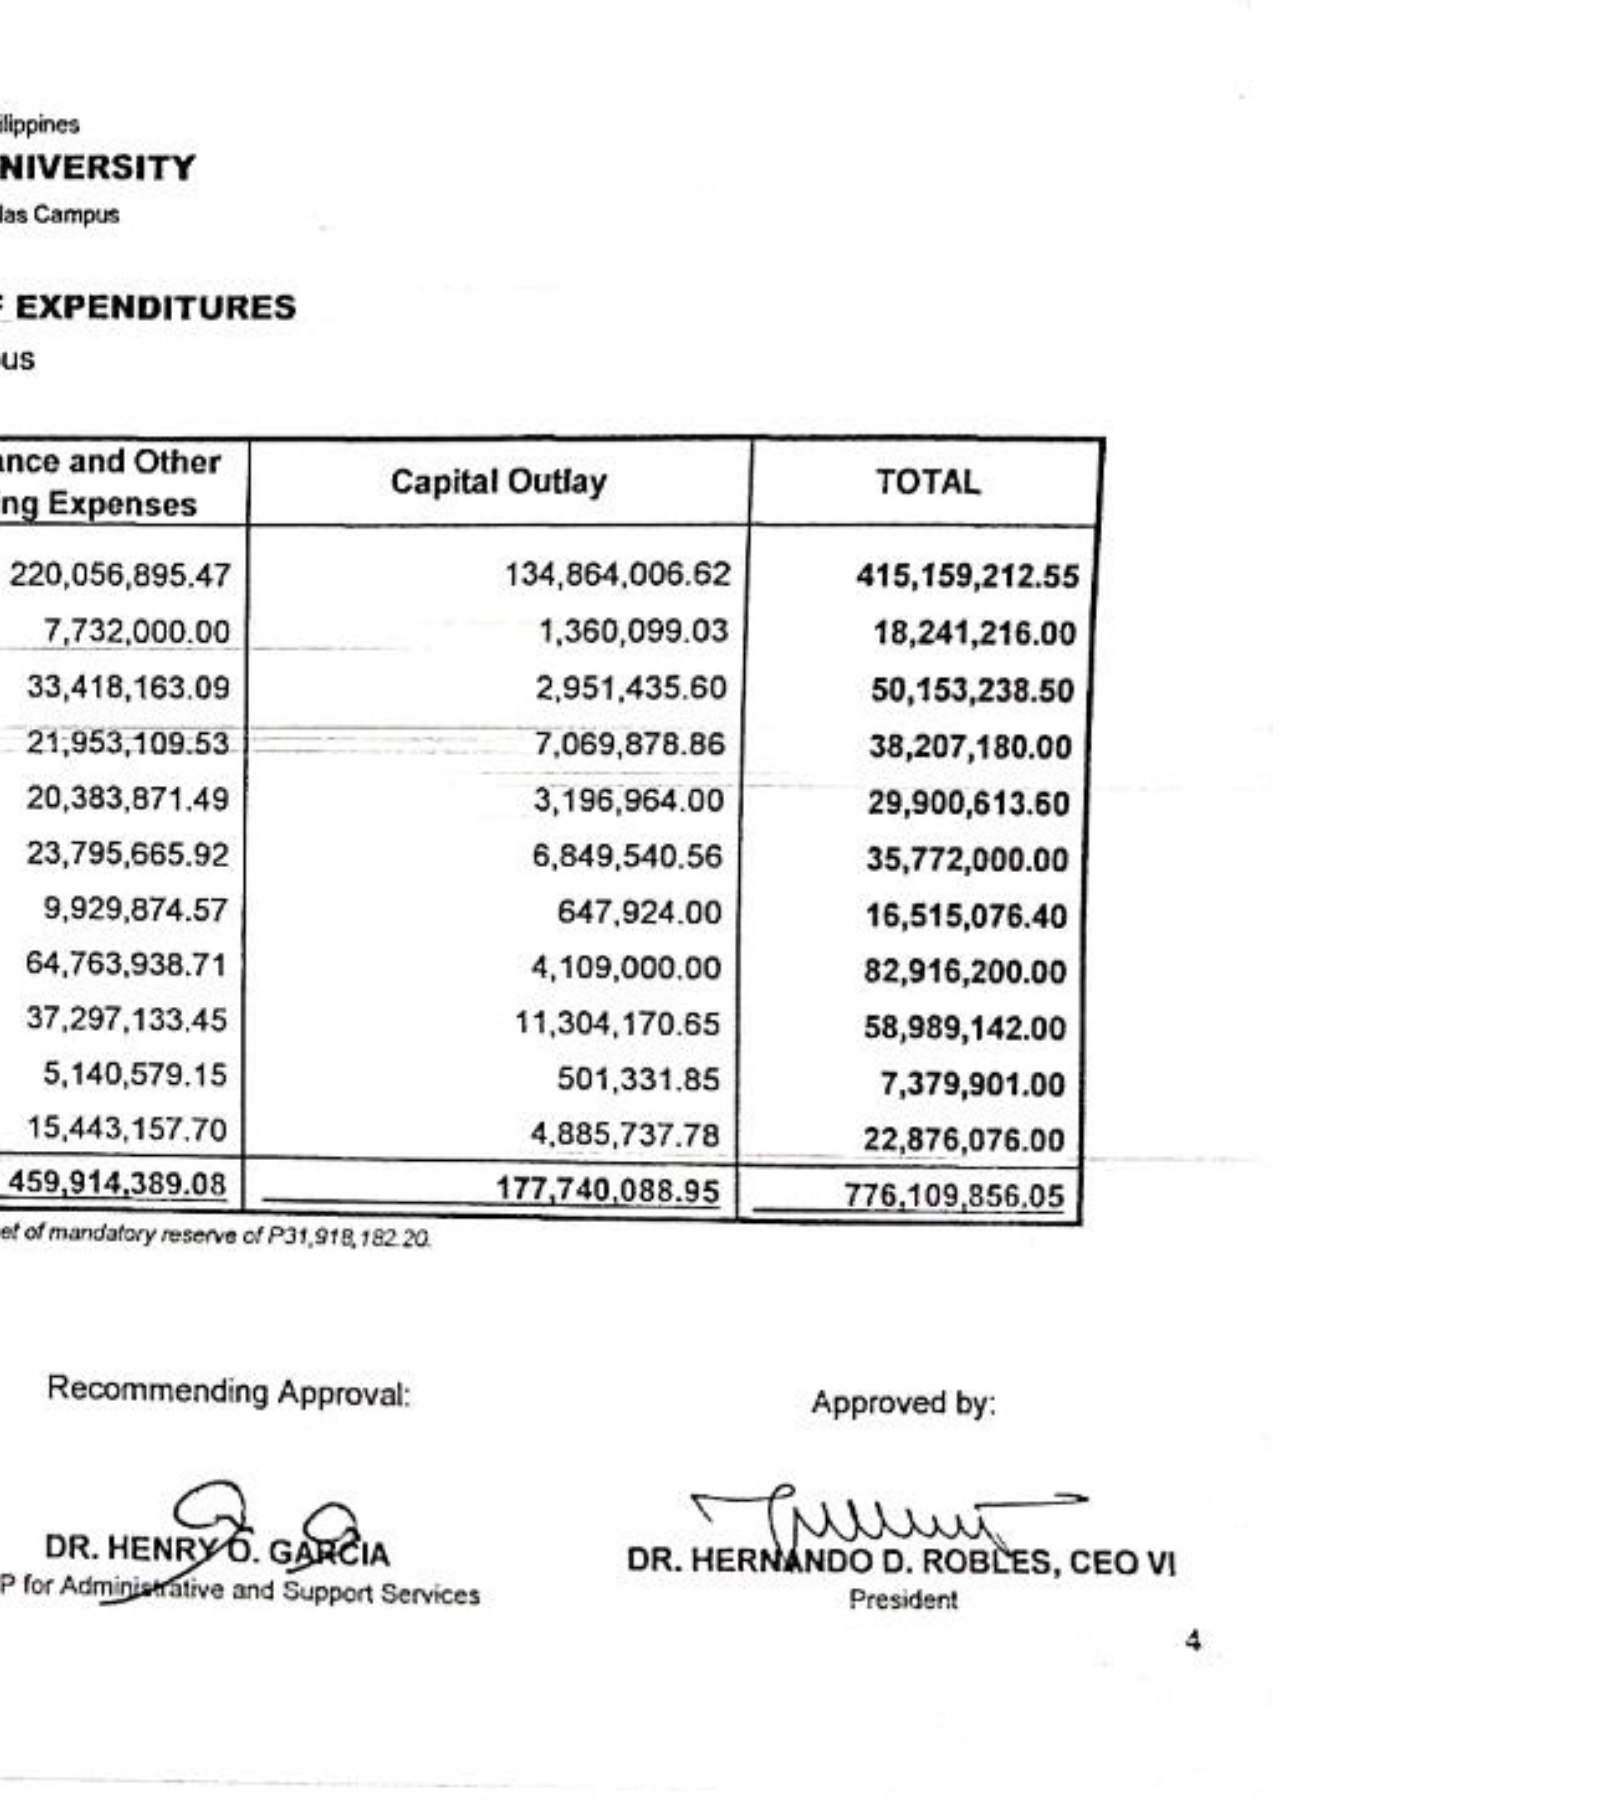 ilippines
NIVERSITY
las Campus
F EXPENDITURES
us
ance and Other
ng Expenses
Capital Outlay
TOTAL
220,056,895.47 134,864,006.62 415,159,212.55
7,732,000.00 1,360,099.03 18,241,216.00
33,418,163.09 2,951,435.60 50,153,238.50
21,953,109.53 7,069,878.86 38,207,180.00
20,383,871.49 3,196,964.00 29,900,613.60
23,795,665.92 6,849,540.56 35,772,000.00
9,929,874.57 647,924.00 16,515,076.40
64,763,938.71 4,109,000.00 82,916,200.00
37,297,133.45 11,304,170.65 58,989,142.00
5,140,579.15 501,331.85 7,379,901.00
15,443,157.70 4,885,737.78 22,876,076.00
459,914,389.08 177,740,088.95 776,109,856.05
et of mandatory reserve of P31,918,182.20.
Recommending Approval:
Approved by:
DR. HENRY O. GARCIA
P for Administrative and Support Services
DR. HERNANDO D. ROBLES, CEO VI
President
4